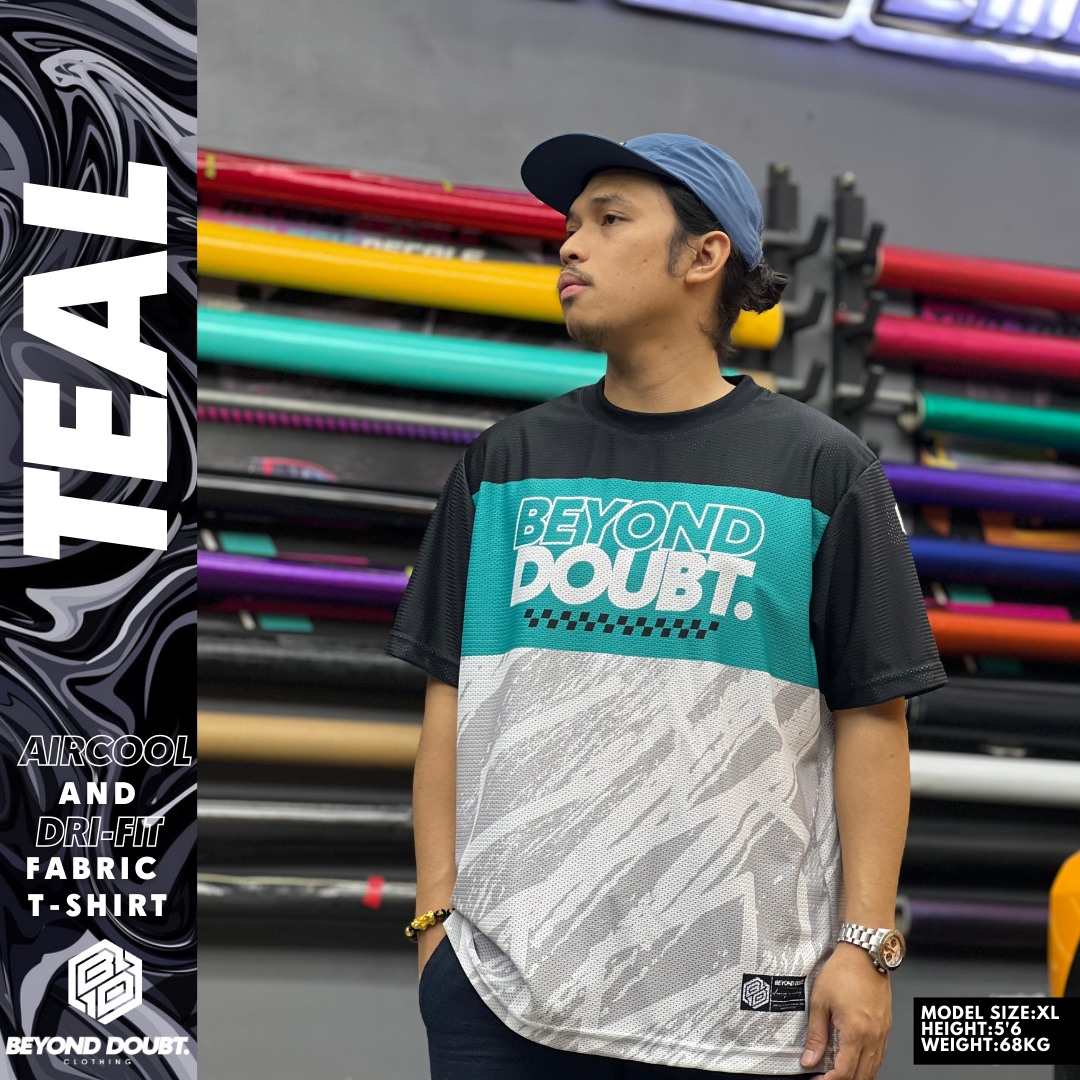 TEAL
AIRCOOL
AND
DRI-FIT
FABRIC
T-SHIRT
BEYOND DOUBT.
CLOTHING
BEYOND
DOUBT.
BEYOND DOUBT
MODEL SIZE:XL
HEIGHT:5'6
WEIGHT:68KG